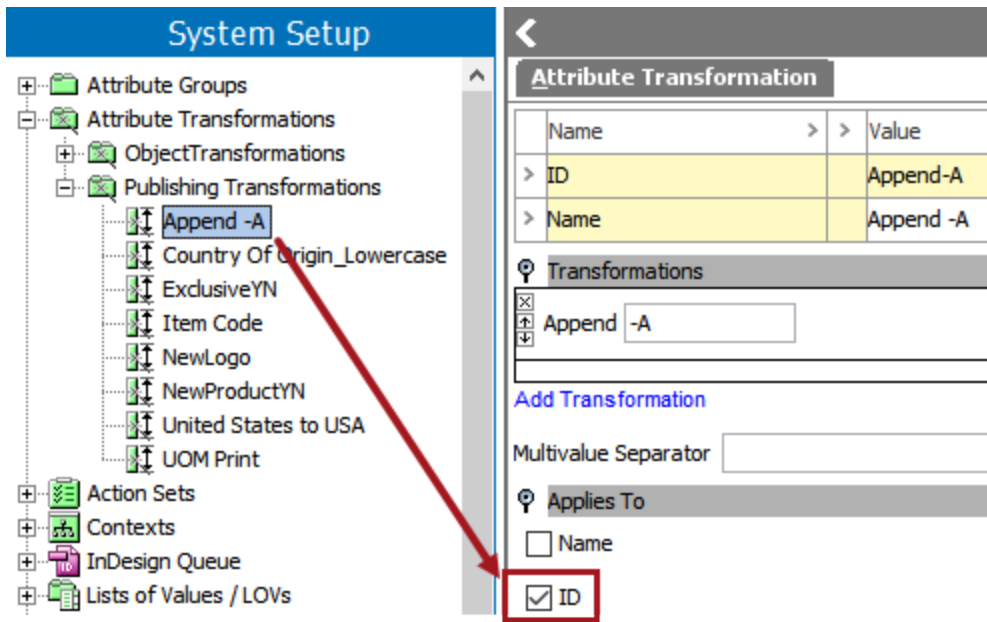 System Setup
Attribute Groups
Attribute Transformations
ObjectTransformations
Publishing Transformations
Append -A
Country Of Origin_Lowercase
ExclusiveYN
Item Code
NewLogo
NewProductYN
United States to USA
UOM Print
Action Sets
Contexts
InDesign Queue
Lists of Values / LOVs
Attribute Transformation
Name > > Value
> ID Append-A
> Name Append -A
Transformations
Append -A
Add Transformation
Multivalue Separator
Applies To
Name
ID